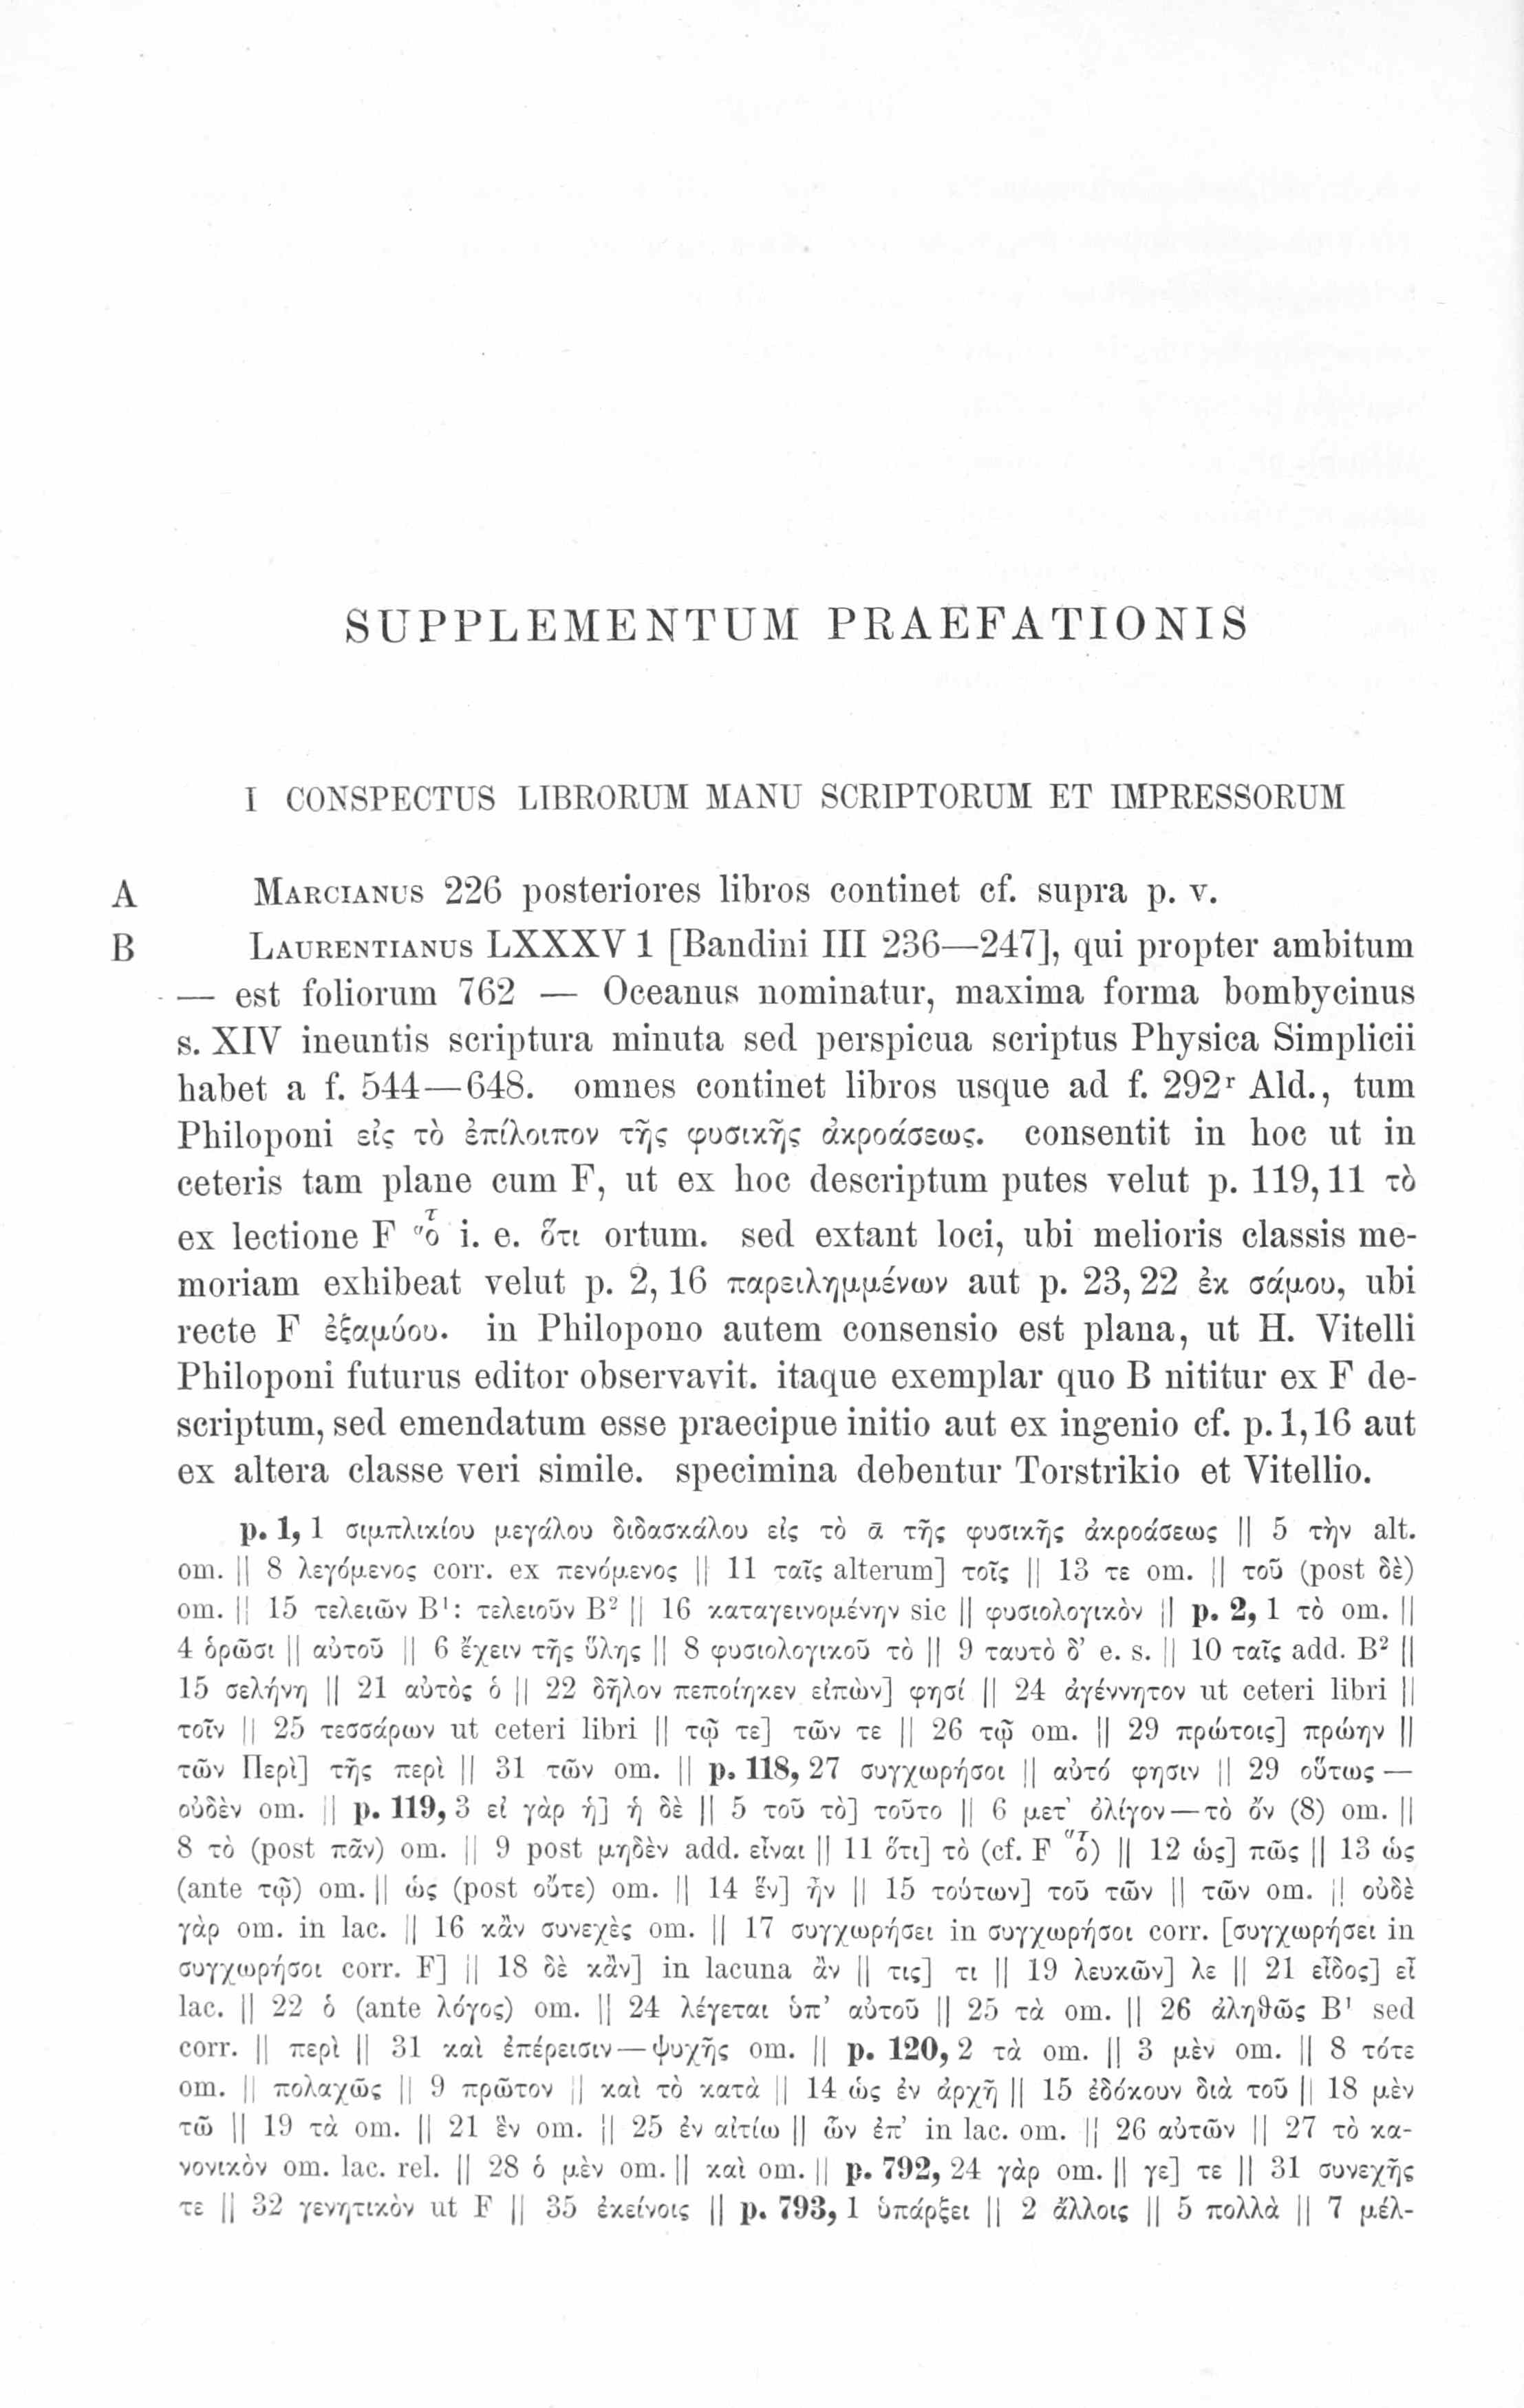 SUPPLEMENTUM PRAEFATIONIS
I CONSPECTUS LIBRORUM MANU SCRIPTORUM ET IMPRESSORUM
A MARCIANUS 226 posteriores libros continet cf. supra p. v.
B LAURENTIANUS LXXXV 1 [Bandini III 236—247], qui propter ambitum
— est foliorum 762 — Oceanus nominatur, maxima forma bombycinus
s. XIV ineuntis scriptura minuta sed perspicua scriptus Physica Simplicii
habet a f. 544—648. omnes continet libros usque ad f. 292ʳ Ald., tum
Philoponi εἰς τὸ ἐπίλοιπον τῆς φυσικῆς ἀκροάσεως. consentit in hoc ut in
ceteris tam plane cum F, ut ex hoc descriptum putes velut p. 119, 11 τὸ
ex lectione F ὅτ i. e. ὅτι ortum. sed extant loci, ubi melioris classis me-
moriam exhibeat velut p. 2, 16 παρειλημμένων aut p. 23, 22 ἐκ σάμου, ubi
recte F ἐξαμύου. in Philopono autem consensio est plana, ut H. Vitelli
Philoponi futurus editor observavit. itaque exemplar quo B nititur ex F de-
scriptum, sed emendatum esse praecipue initio aut ex ingenio cf. p. 1, 16 aut
ex altera classe veri simile. specimina debentur Torstrikio et Vitellio.
p. 1, 1 σιμπλικίου μεγάλου διδασκάλου εἰς τὸ ᾱ τῆς φυσικῆς ἀκροάσεως || 5 τὴν alt.
om. || 8 λεγόμενος corr. ex πενόμενος || 11 ταῖς alterum] τοῖς || 13 τε om. || τοῦ (post δὲ)
om. || 15 τελειῶν B¹: τελειοῦν B² || 16 καταγεινομένην sic || φυσιολογικὸν || p. 2, 1 τὸ om. ||
4 ὁρῶσι || αὐτοῦ || 6 ἔχειν τῆς ὕλης || 8 φυσιολογικοῦ τὸ || 9 ταυτὸ δ’ e. s. || 10 ταῖς add. B² ||
15 σελήνη || 21 αὐτὸς ὁ || 22 δῆλον πεποίηκεν εἰπὼν] φησί || 24 ἀγέννητον ut ceteri libri ||
τοῖν || 25 τεσσάρων ut ceteri libri || τῷ τε] τῶν τε || 26 τῷ om. || 29 πρώτοις] πρώην ||
τῶν Περὶ] τῆς περὶ || 31 τῶν om. || p. 118, 27 συγχωρήσοι || αὐτό φησιν || 29 οὕτως —
οὐδὲν om. || p. 119, 3 εἰ γὰρ ἡ] ἡ δὲ || 5 τοῦ τὸ] τοῦτο || 6 μετ’ ὀλίγον — τὸ ὄν (8) om. ||
8 τὸ (post πᾶν) om. || 9 post μηδὲν add. εἶναι || 11 ὅτι] τὸ (cf. F ὅτ) || 12 ὡς] πῶς || 13 ὡς
(ante τῷ) om. || ὡς (post οὔτε) om. || 14 ἕν] ἦν || 15 τούτων] τοῦ τῶν || τῶν om. || οὐδὲ
γὰρ om. in lac. || 16 κἂν συνεχὲς om. || 17 συγχωρήσει in συγχωρήσοι corr. [συγχωρήσει in
συγχωρήσοι corr. F] || 18 δὲ κἂν] in lacuna ἂν || τις] τι || 19 λευκῶν] λε || 21 εἶδος] εἶ
lac. || 22 ὁ (ante λόγος) om. || 24 λέγεται ὑπ’ αὐτοῦ || 25 τὰ om. || 26 ἀληθῶς B¹ sed
corr. || περὶ || 31 καὶ ἐπέρεισιν — ψυχῆς om. || p. 120, 2 τὰ om. || 3 μὲν om. || 8 τότε
om. || πολαχῶς || 9 πρῶτον || καὶ τὸ κατὰ || 14 ὡς ἐν ἀρχῇ || 15 ἐδόκουν διὰ τοῦ || 18 μὲν
τῶ || 19 τὰ om. || 21 ἓν om. || 25 ἐν αἰτίω || ὧν ἐπ’ in lac. om. || 26 αὐτῶν || 27 τὸ κα-
νονικὸν om. lac. rel. || 28 ὁ μὲν om. || καὶ om. || p. 792, 24 γὰρ om. || γε] τε || 31 συνεχῆς
τε || 32 γενητικὸν ut F || 35 ἐκείνοις || p. 793, 1 ὑπάρξει || 2 ἄλλοις || 5 πολλὰ || 7 μέλ-